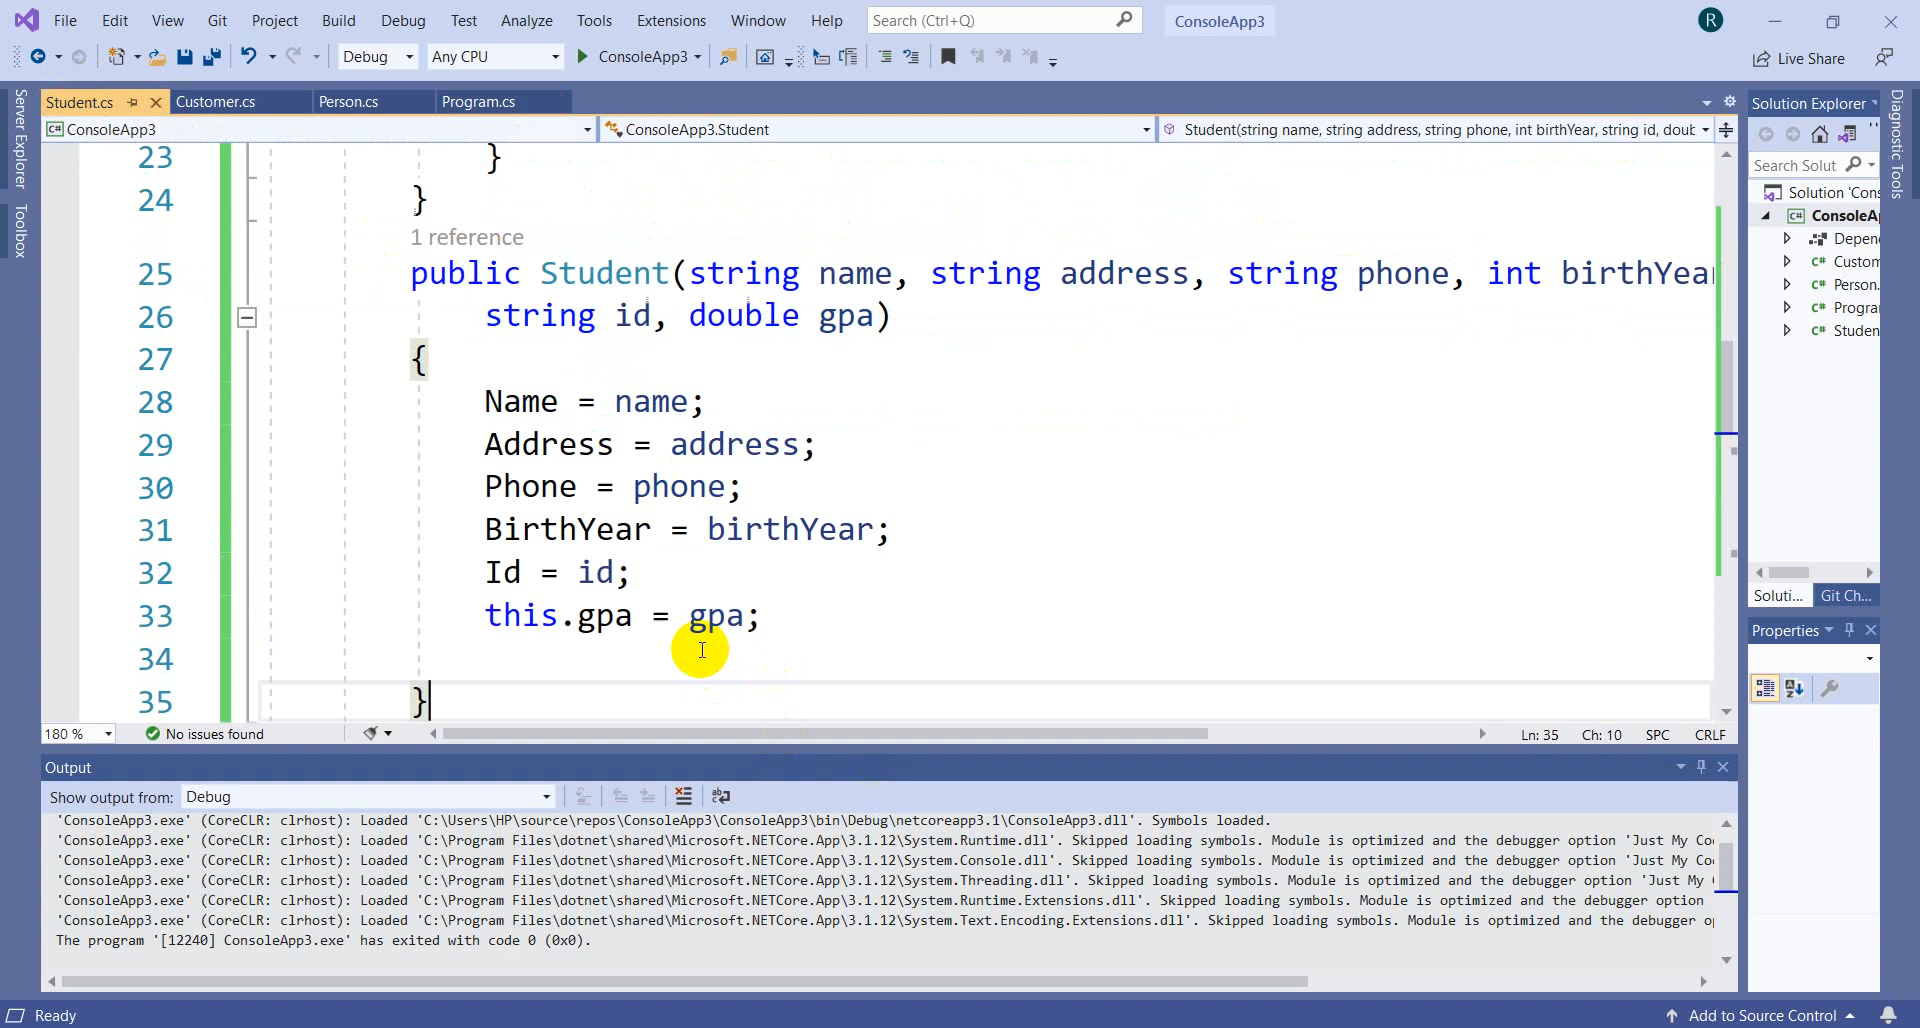 File Edit View Git Project Build Debug Test Analyze Tools Extensions Window Help Search (Ctrl+Q) ConsoleApp3 R
Debug Any CPU ConsoleApp3 Live Share
Server Explorer
Toolbox
Student.cs Customer.cs Person.cs Program.cs
C# ConsoleApp3 ConsoleApp3.Student Student(string name, string address, string phone, int birthYear, string id, doub
23 }
24 }
1 reference
25 public Student(string name, string address, string phone, int birthYear
26 string id, double gpa)
27 {
28 Name = name;
29 Address = address;
30 Phone = phone;
31 BirthYear = birthYear;
32 Id = id;
33 this.gpa = gpa;
34
35 }
180 % No issues found Ln: 35 Ch: 10 SPC CRLF
Solution Explorer
Search Solut
Solution 'Cons
C# ConsoleA
Depen
C# Custom
C# Person.
C# Progra
C# Studen
Soluti... Git Ch...
Properties
Diagnostic Tools
Output
Show output from: Debug
'ConsoleApp3.exe' (CoreCLR: clrhost): Loaded 'C:\Users\HP\source\repos\ConsoleApp3\ConsoleApp3\bin\Debug\netcoreapp3.1\ConsoleApp3.dll'. Symbols loaded.
'ConsoleApp3.exe' (CoreCLR: clrhost): Loaded 'C:\Program Files\dotnet\shared\Microsoft.NETCore.App\3.1.12\System.Runtime.dll'. Skipped loading symbols. Module is optimized and the debugger option 'Just My Co
'ConsoleApp3.exe' (CoreCLR: clrhost): Loaded 'C:\Program Files\dotnet\shared\Microsoft.NETCore.App\3.1.12\System.Console.dll'. Skipped loading symbols. Module is optimized and the debugger option 'Just My Co
'ConsoleApp3.exe' (CoreCLR: clrhost): Loaded 'C:\Program Files\dotnet\shared\Microsoft.NETCore.App\3.1.12\System.Threading.dll'. Skipped loading symbols. Module is optimized and the debugger option 'Just My
'ConsoleApp3.exe' (CoreCLR: clrhost): Loaded 'C:\Program Files\dotnet\shared\Microsoft.NETCore.App\3.1.12\System.Runtime.Extensions.dll'. Skipped loading symbols. Module is optimized and the debugger option
'ConsoleApp3.exe' (CoreCLR: clrhost): Loaded 'C:\Program Files\dotnet\shared\Microsoft.NETCore.App\3.1.12\System.Text.Encoding.Extensions.dll'. Skipped loading symbols. Module is optimized and the debugger op
The program '[12240] ConsoleApp3.exe' has exited with code 0 (0x0).
Ready Add to Source Control